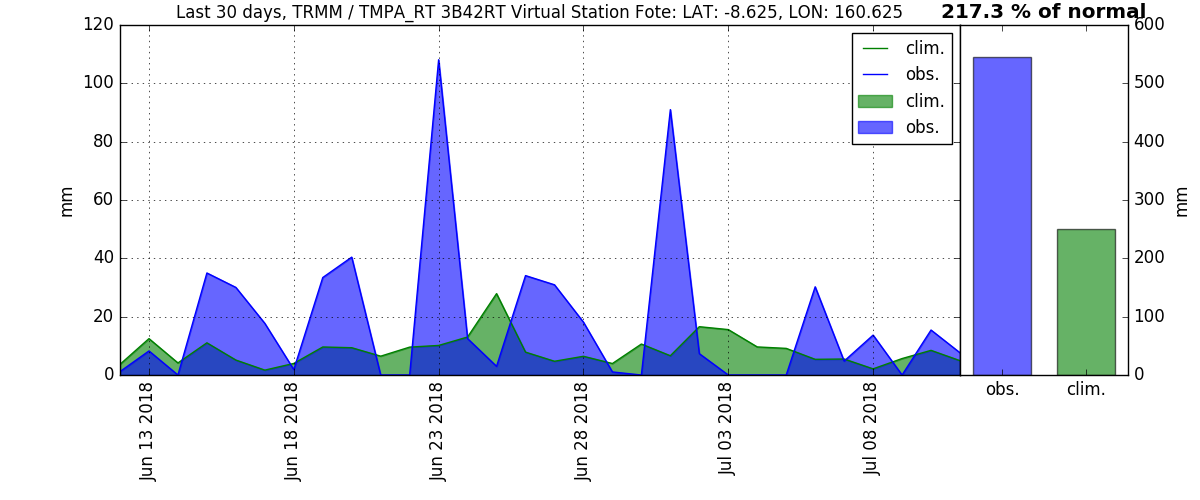 Last 30 days, TRMM / TMPA_RT 3B42RT Virtual Station Fote: LAT: -8.625, LON: 160.625
217.3 % of normal
120
100
80
60
40
20
0
mm
clim.
obs.
clim.
obs.
Jun 13 2018
Jun 18 2018
Jun 23 2018
Jun 28 2018
Jul 03 2018
Jul 08 2018
600
500
400
300
200
100
0
mm
obs.
clim.